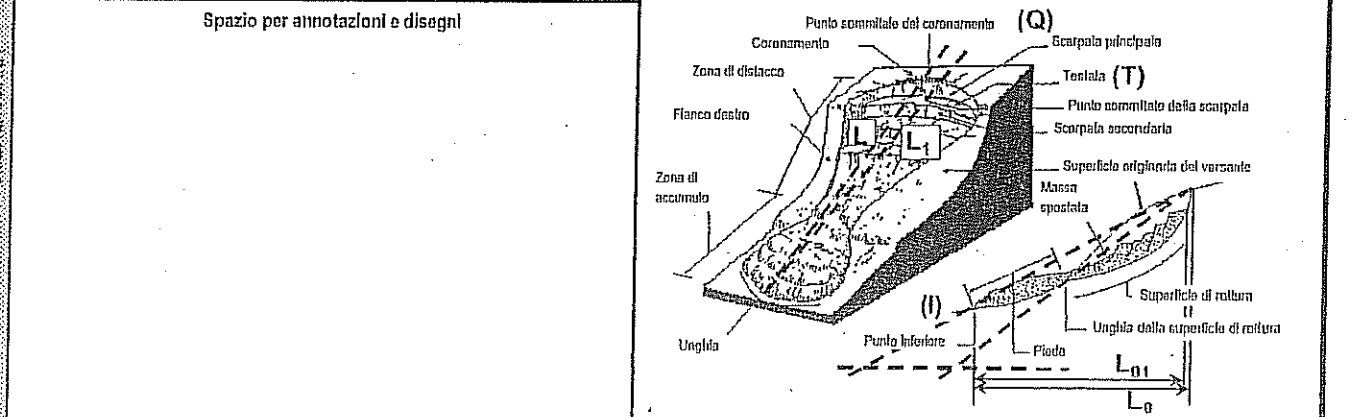 Spazio per annotazioni e disegni
Punto sommitale del coronamento (Q)
Coronamento
Scarpata principale
Zona di distacco
Testata (T)
Fianco destro
Punto sommitale della scarpata
Scarpata secondaria
L
L1
Superficie originaria del versante
Zona di
accumulo
Massa
spostata
Superficie di rottura
(I)
Unghia della superficie di rottura
Unghia
Punto inferiore
Piede
L01
L0